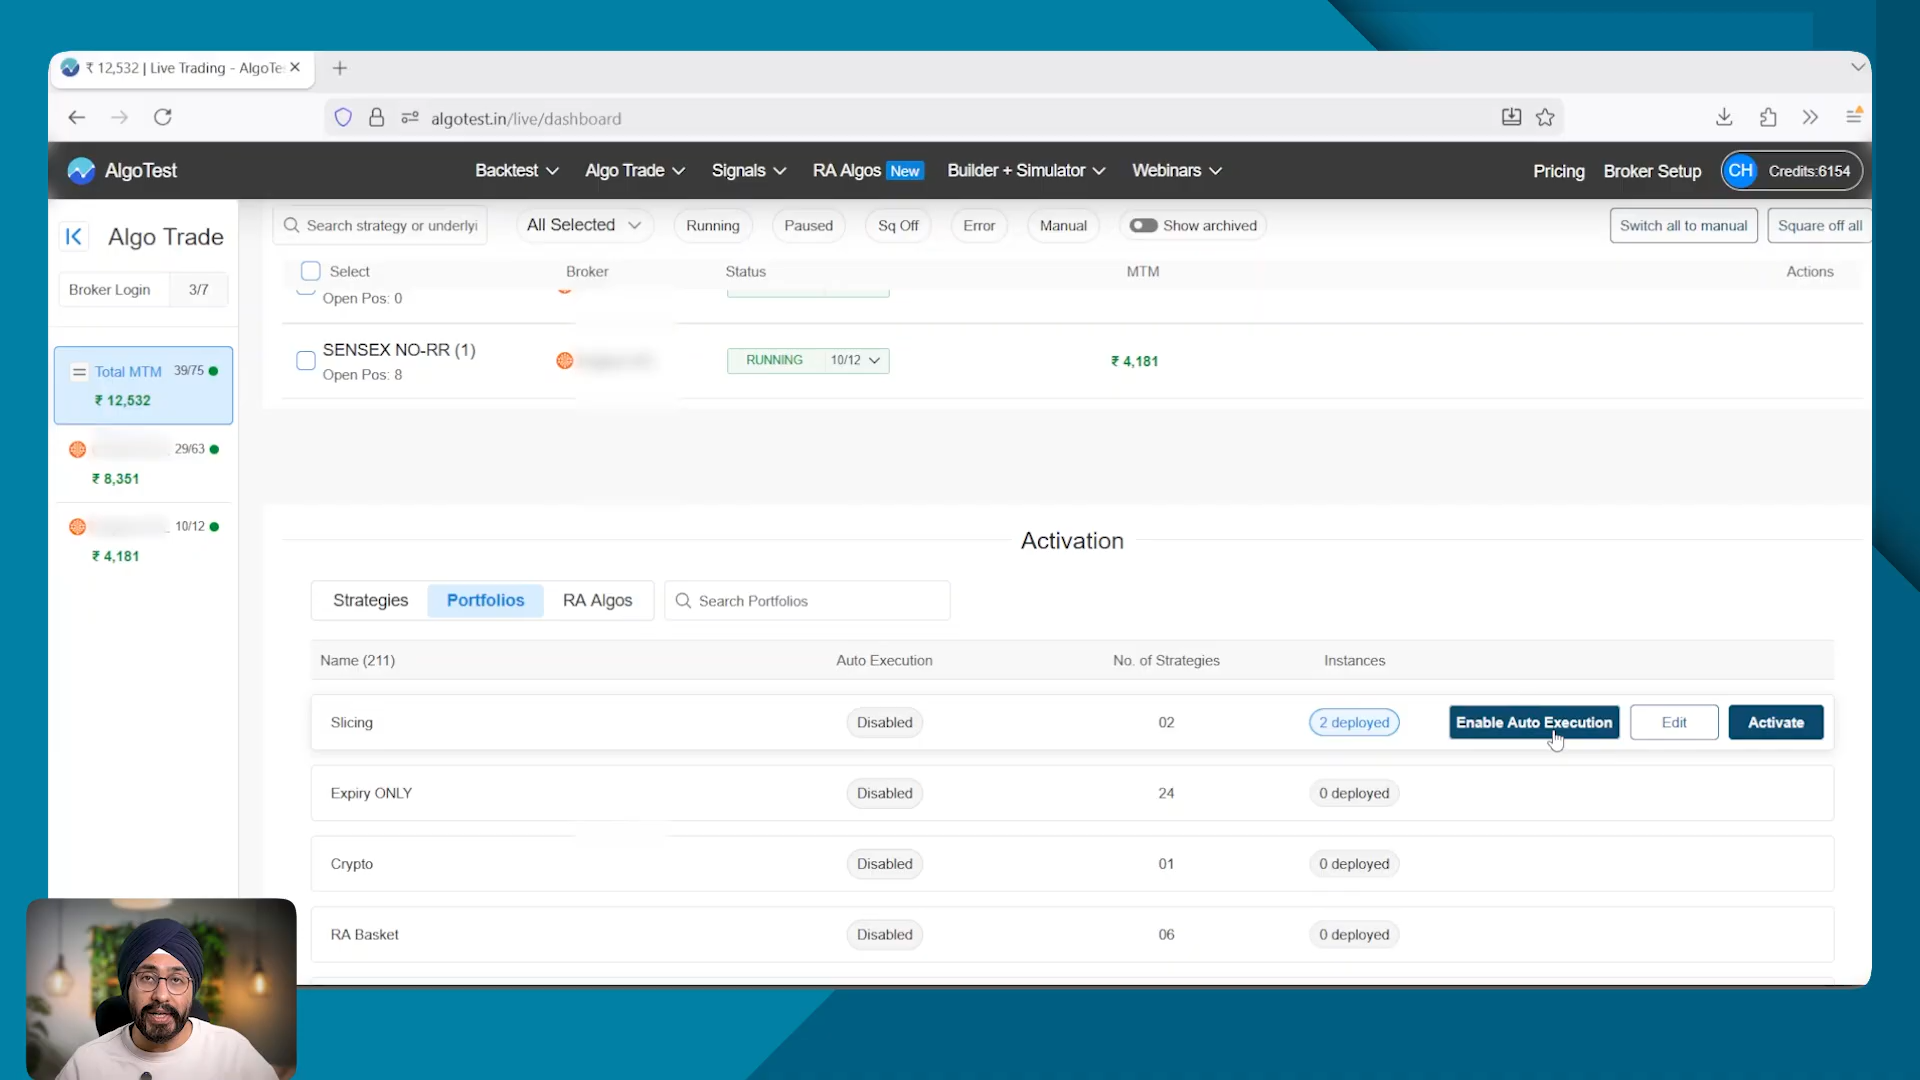 ₹ 12,532 | Live Trading - AlgoTe
algotest.in/live/dashboard
AlgoTest
Backtest
Algo Trade
Signals
RA Algos New
Builder + Simulator
Webinars
Pricing
Broker Setup
CH Credits:6154
Algo Trade
Broker Login 3/7
Total MTM 39/75
₹ 12,532
29/63
₹ 8,351
10/12
₹ 4,181
Search strategy or underlyi
All Selected
Running
Paused
Sq Off
Error
Manual
Show archived
Switch all to manual
Square off all
Select Broker Status MTM Actions
Open Pos: 0
SENSEX NO-RR (1)
Open Pos: 8
RUNNING 10/12
₹ 4,181
Activation
Strategies Portfolios RA Algos
Search Portfolios
Name (211) Auto Execution No. of Strategies Instances
Slicing Disabled 02 2 deployed Enable Auto Execution Edit Activate
Expiry ONLY Disabled 24 0 deployed
Crypto Disabled 01 0 deployed
RA Basket Disabled 06 0 deployed